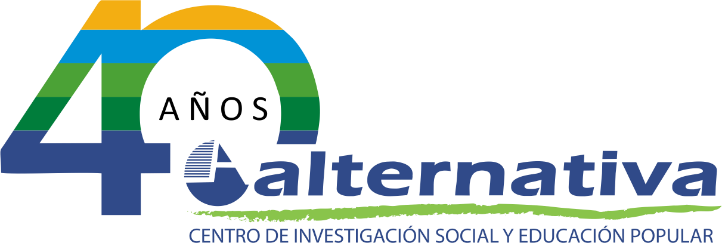 40
AÑOS
alternativa
CENTRO DE INVESTIGACIÓN SOCIAL Y EDUCACIÓN POPULAR